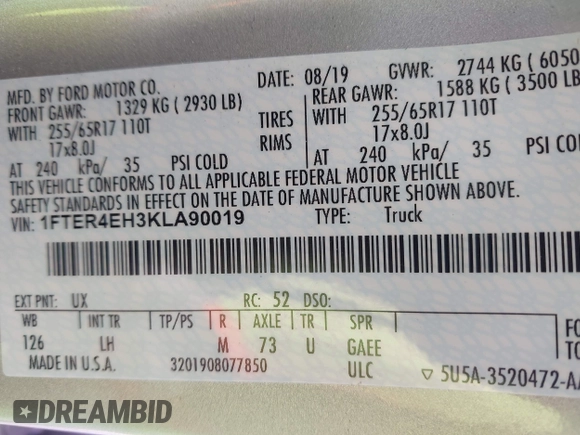 MFD. BY FORD MOTOR CO.
DATE: 08/19 GVWR: 2744 KG ( 6050
FRONT GAWR: 1329 KG ( 2930 LB)
REAR GAWR: 1588 KG ( 3500 LB
WITH 255/65R17 110T TIRES WITH 255/65R17 110T
17x8.0J RIMS 17x8.0J
AT 240 kPa/ 35 PSI COLD AT 240 kPa/ 35 PSI COL
THIS VEHICLE CONFORMS TO ALL APPLICABLE FEDERAL MOTOR VEHICLE
SAFETY STANDARDS IN EFFECT ON THE DATE OF MANUFACTURE SHOWN ABOVE.
VIN: 1FTER4EH3KLA90019 TYPE: Truck
EXT PNT: UX RC: 52 DSO:
WB INT TR TP/PS R AXLE TR SPR
126 LH M 73 U GAEE
MADE IN U.S.A. 3201908077850 ULC
5U5A-3520472-A
DREAMBID